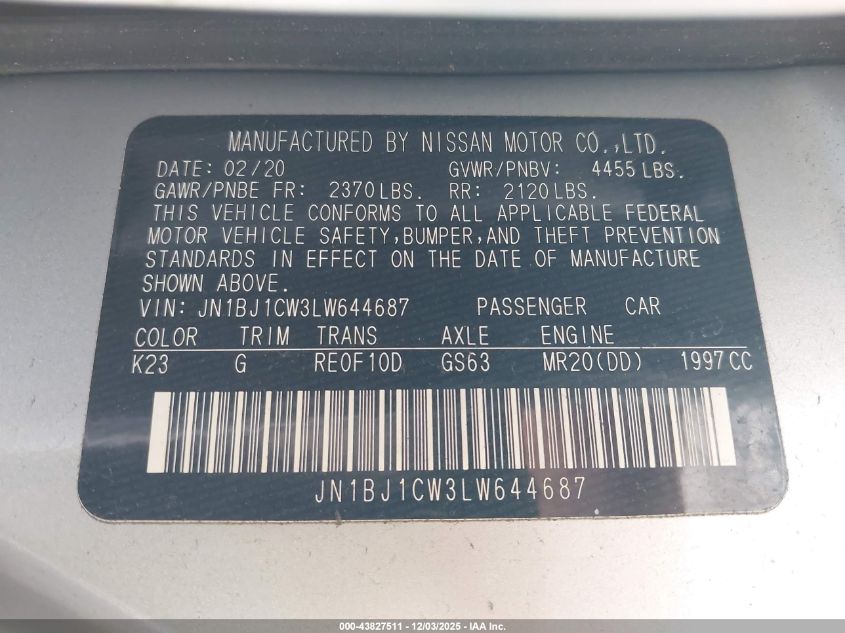 MANUFACTURED BY NISSAN MOTOR CO.,LTD.
DATE: 02/20 GVWR/PNBV: 4455 LBS.
GAWR/PNBE FR: 2370 LBS. RR: 2120 LBS.
THIS VEHICLE CONFORMS TO ALL APPLICABLE FEDERAL
MOTOR VEHICLE SAFETY,BUMPER,AND THEFT PREVENTION
STANDARDS IN EFFECT ON THE DATE OF MANUFACTURE
SHOWN ABOVE.
VIN: JN1BJ1CW3LW644687 PASSENGER CAR
COLOR TRIM TRANS AXLE ENGINE
K23 G RE0F10D GS63 MR20(DD) 1997CC
JN1BJ1CW3LW644687
000-43827511 - 12/03/2025 - IAA, Inc.